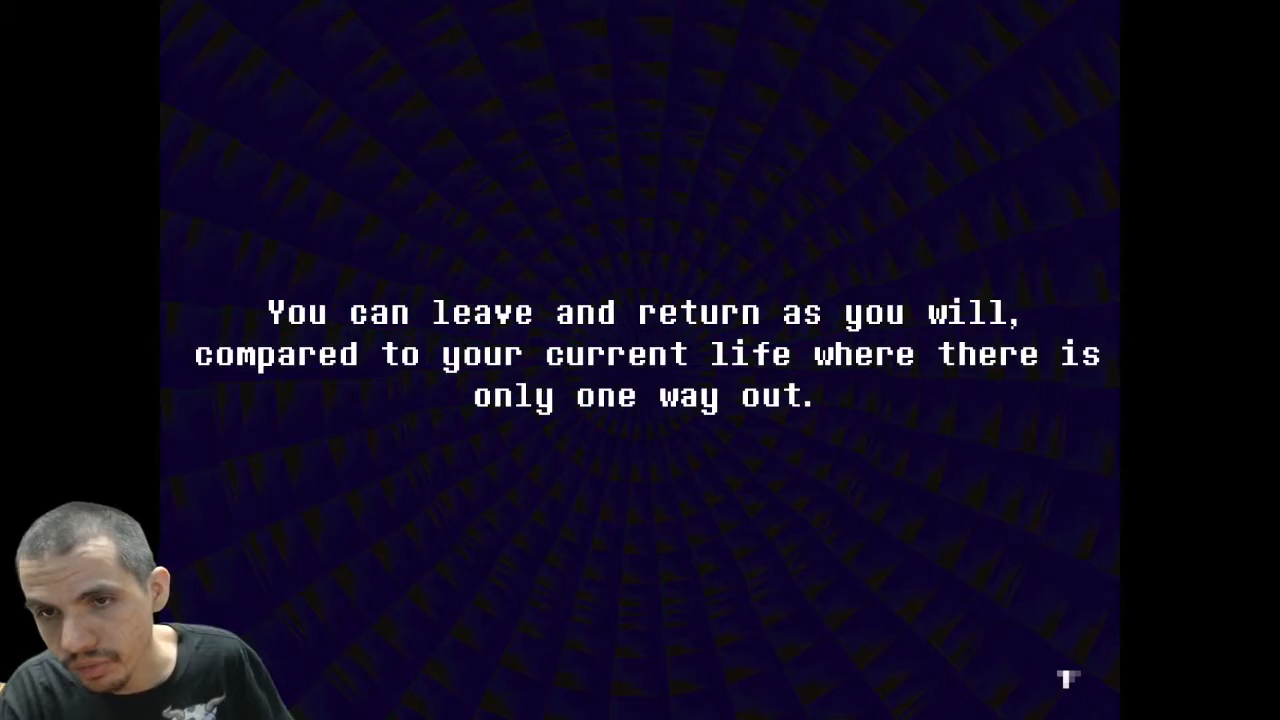 You can leave and return as you will,
compared to your current life where there is
only one way out.